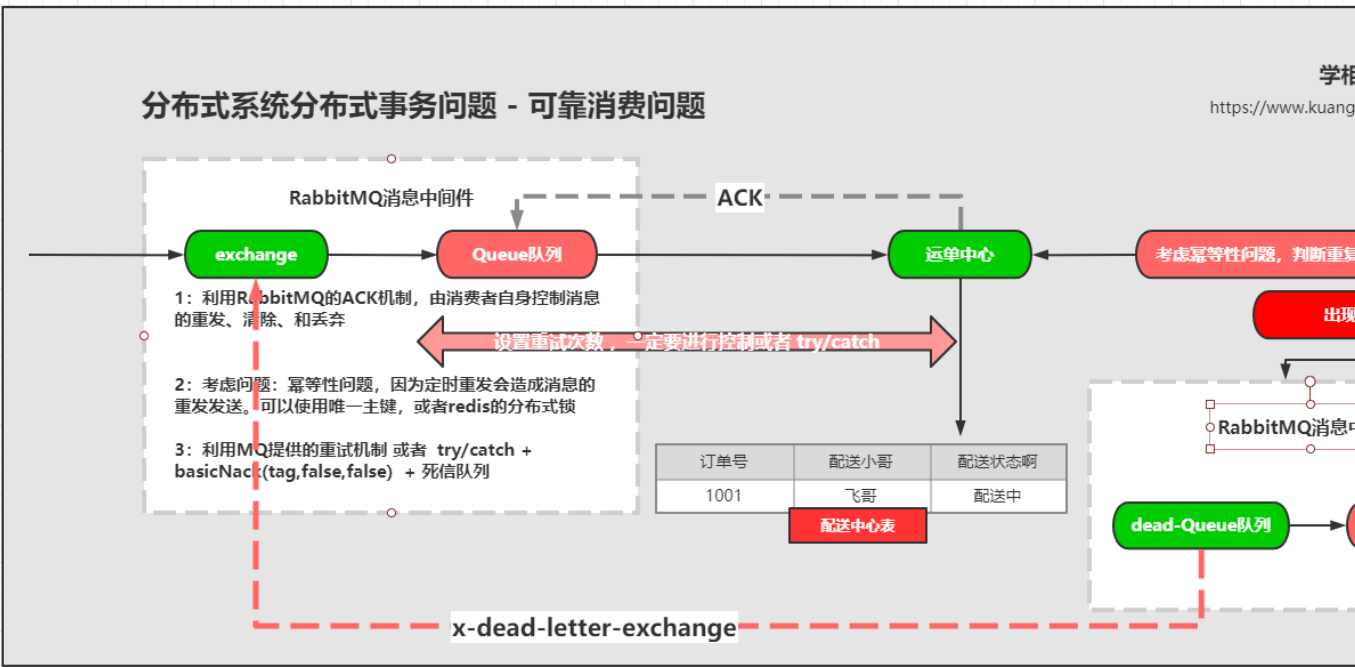 学相
https://www.kuang
分布式系统分布式事务问题 - 可靠消费问题
RabbitMQ消息中间件
ACK
exchange
Queue队列
运单中心
考虑幂等性问题，判断重复
1：利用RabbitMQ的ACK机制，由消费者自身控制消息
的重发、清除、和丢弃
出现
设置重试次数 ，一定要进行控制或者 try/catch
2：考虑问题：幂等性问题，因为定时重发会造成消息的
重发发送。可以使用唯一主键，或者redis的分布式锁
RabbitMQ消息中
3：利用MQ提供的重试机制 或者 try/catch +
basicNack(tag,false,false) + 死信队列
订单号 配送小哥 配送状态啊
1001 飞哥 配送中
配送中心表
dead-Queue队列
x-dead-letter-exchange